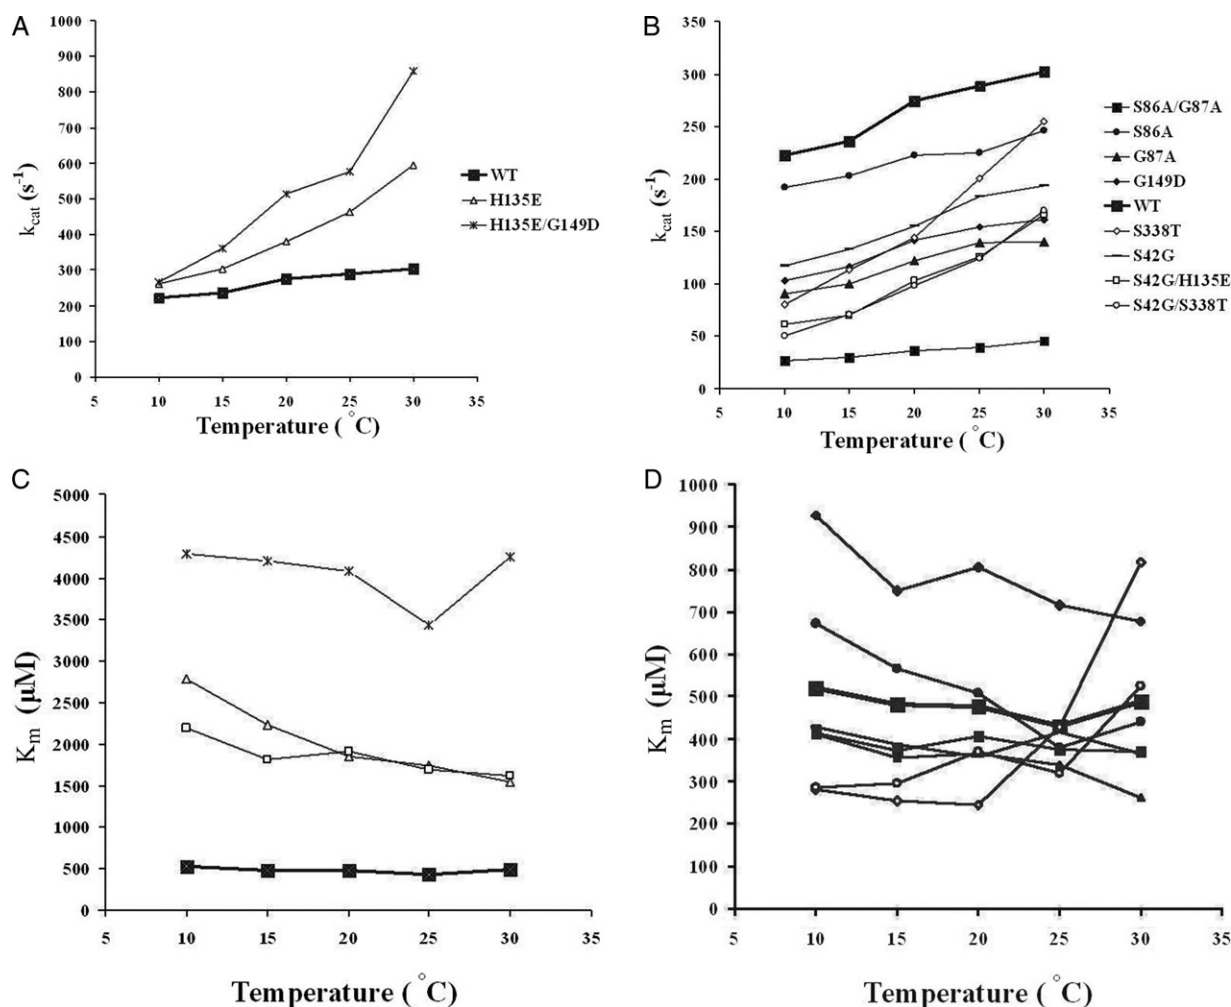 A
1000
900
800
700
600
500
400
300
200
100
0
k_cat (s⁻¹)
5 10 15 20 25 30 35
Temperature ( °C)
WT
H135E
H135E/G149D
B
350
300
250
200
150
100
50
0
k_cat (s⁻¹)
5 10 15 20 25 30 35
Temperature ( °C)
S86A/G87A
S86A
G87A
G149D
WT
S338T
S42G
S42G/H135E
S42G/S338T
C
5000
4500
4000
3500
3000
2500
2000
1500
1000
500
0
K_m (µM)
5 10 15 20 25 30 35
Temperature ( °C)
D
1000
900
800
700
600
500
400
300
200
100
0
K_m (µM)
5 10 15 20 25 30 35
Temperature ( °C)